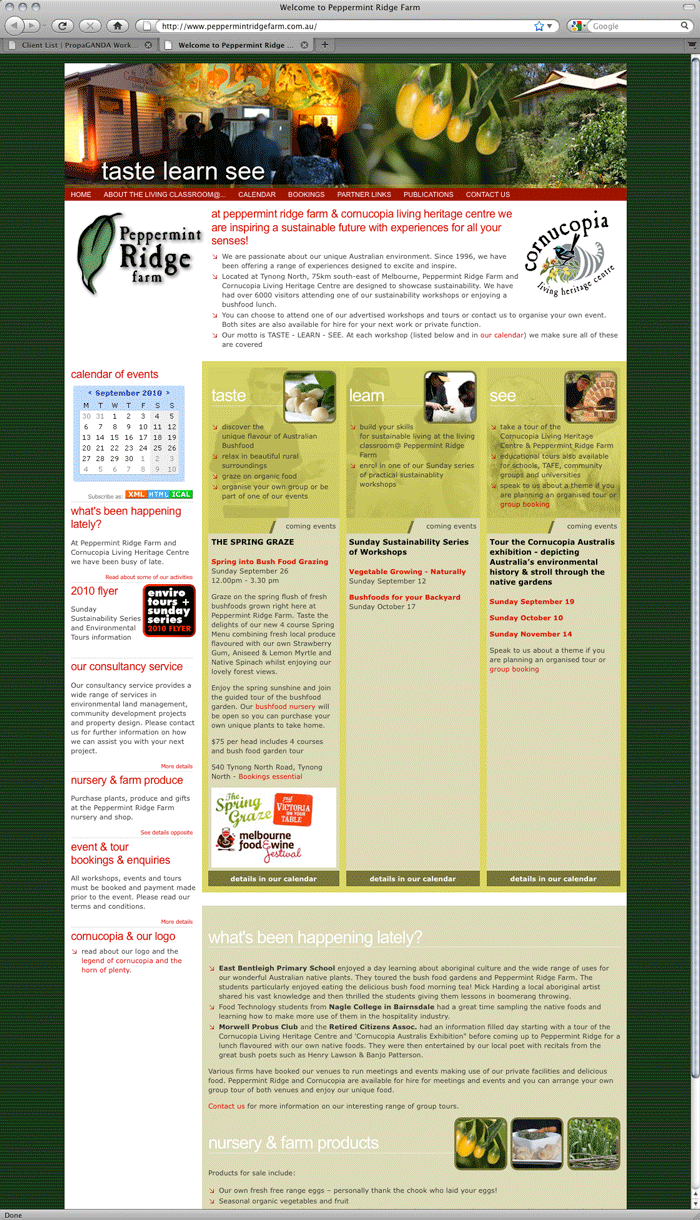 Welcome to Peppermint Ridge Farm
http://www.peppermintridgefarm.com.au/
Google
Client List | PropaGANDA Work...
Welcome to Peppermint Ridge ...
taste learn see
HOME ABOUT THE LIVING CLASSROOM@... CALENDAR BOOKINGS PARTNER LINKS PUBLICATIONS CONTACT US
Peppermint
Ridge
farm
at peppermint ridge farm & cornucopia living heritage centre we
are inspiring a sustainable future with experiences for all your
senses!
We are passionate about our unique Australian environment. Since 1996, we have
been offering a range of experiences designed to excite and inspire.
Located at Tynong North, 75km south-east of Melbourne, Peppermint Ridge Farm and
Cornucopia Living Heritage Centre are designed to showcase sustainability. We have
had over 6000 visitors attending one of our sustainability workshops or enjoying a
bushfood lunch.
You can choose to attend one of our advertised workshops and tours or contact us to organise your own event.
Both sites are also available for hire for your next work or private function.
Our motto is TASTE - LEARN - SEE. At each workshop (listed below and in our calendar) we make sure all of these
are covered
cornucopia
living heritage centre
calendar of events
< September 2010 >
M T W T F S S
30 31 1 2 3 4 5
6 7 8 9 10 11 12
13 14 15 16 17 18 19
20 21 22 23 24 25 26
27 28 29 30 1 2 3
4 5 6 7 8 9 10
Subscribe as: XML HTML ICAL
what's been happening
lately?
At Peppermint Ridge Farm and
Cornucopia Living Heritage Centre
we have been busy of late.
Read about some of our activities
2010 flyer
Sunday
Sustainability Series
and Environmental
Tours information
enviro
tours +
sunday
series
2010 FLYER
our consultancy service
Our consultancy service provides a
wide range of services in
environmental land management,
community development projects
and property design. Please contact
us for further information on how
we can assist you with your next
project.
More details
nursery & farm produce
Purchase plants, produce and gifts
at the Peppermint Ridge Farm
nursery and shop.
See details opposite
event & tour
bookings & enquiries
All workshops, events and tours
must be booked and payment made
prior to the event. Please read our
terms and conditions.
More details
cornucopia & our logo
read about our logo and the
legend of cornucopia and the
horn of plenty.
taste
discover the
unique flavour of Australian
Bushfood
relax in beautiful rural
surroundings
graze on organic food
organise your own group or be
part of one of our events
coming events
THE SPRING GRAZE
Spring into Bush Food Grazing
Sunday September 26
12.00pm - 3.30 pm
Graze on the spring flush of fresh
bushfoods grown right here at
Peppermint Ridge Farm. Taste the
delights of our new 4 course Spring
Menu combining fresh local produce
flavoured with our own Strawberry
Gum, Aniseed & Lemon Myrtle and
Native Spinach whilst enjoying our
lovely forest views.
Enjoy the spring sunshine and join
the guided tour of the bushfood
garden. Our bushfood nursery will
be open so you can purchase your
own unique plants to take home.
$75 per head includes 4 courses
and bush food garden tour
540 Tynong North Road, Tynong
North - Bookings essential
The
Spring
Graze
put
VICTORIA
ON YOUR
TABLE
melbourne
food&wine
festival
details in our calendar
learn
build your skills
for sustainable living at the living
classroom@ Peppermint Ridge
Farm
enrol in one of our Sunday series
of practical sustainablity
workshops
coming events
Sunday Sustainability Series
of Workshops
Vegetable Growing - Naturally
Sunday September 12
Bushfoods for your Backyard
Sunday October 17
details in our calendar
see
take a tour of the
Cornucopia Living Heritage
Centre & Peppermint Ridge Farm
educational tours also available
for schools, TAFE, community
groups and universities
speak to us about a theme if you
are planning an organised tour or
group booking
coming events
Tour the Cornucopia Australis
exhibition - depicting
Australia's environmental
history & stroll through the
native gardens
Sunday September 19
Sunday October 10
Sunday November 14
Speak to us about a theme if you
are planning an organised tour or
group booking
details in our calendar
what's been happening lately?
East Bentleigh Primary School enjoyed a day learning about aboriginal culture and the wide range of uses for
our wonderful Australian native plants. They toured the bush food gardens and Peppermint Ridge Farm. The
students particularly enjoyed eating the delicious bush food morning tea! Mick Harding a local aboriginal artist
shared his vast knowledge and then thrilled the students giving them lessons in boomerang throwing.
Food Technology students from Nagle College in Bairnsdale had a great time sampling the native foods and
learning how to make more use of them in the hospitality industry.
Morwell Probus Club and the Retired Citizens Assoc. had an information filled day starting with a tour of the
Cornucopia Living Heritage Centre and 'Cornucopia Australis Exhibition" before coming up to Peppermint Ridge for a
lunch flavoured with our own native foods. They were then entertained by our local poet with recitals from the
great bush poets such as Henry Lawson & Banjo Patterson.
Various firms have booked our venues to run meetings and events making use of our private facilities and delicious
food. Peppermint Ridge and Cornucopia are available for hire for meetings and events and you can arrange your own
group tour of both venues and enjoy our unique food.
Contact us for more information on our interesting range of group tours.
nursery & farm products
Products for sale include:
Our own fresh free range eggs – personally thank the chook who laid your eggs!
Seasonal organic vegetables and fruit
Done